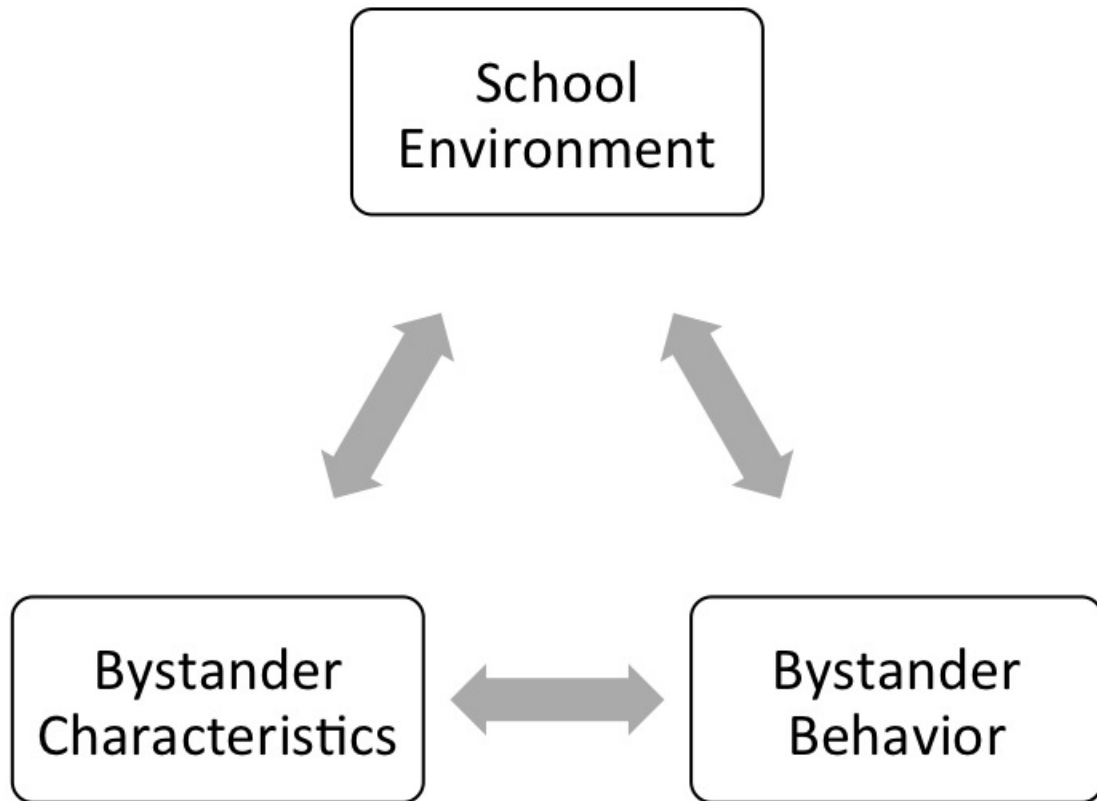 School
Environment
Bystander
Characteristics
Bystander
Behavior